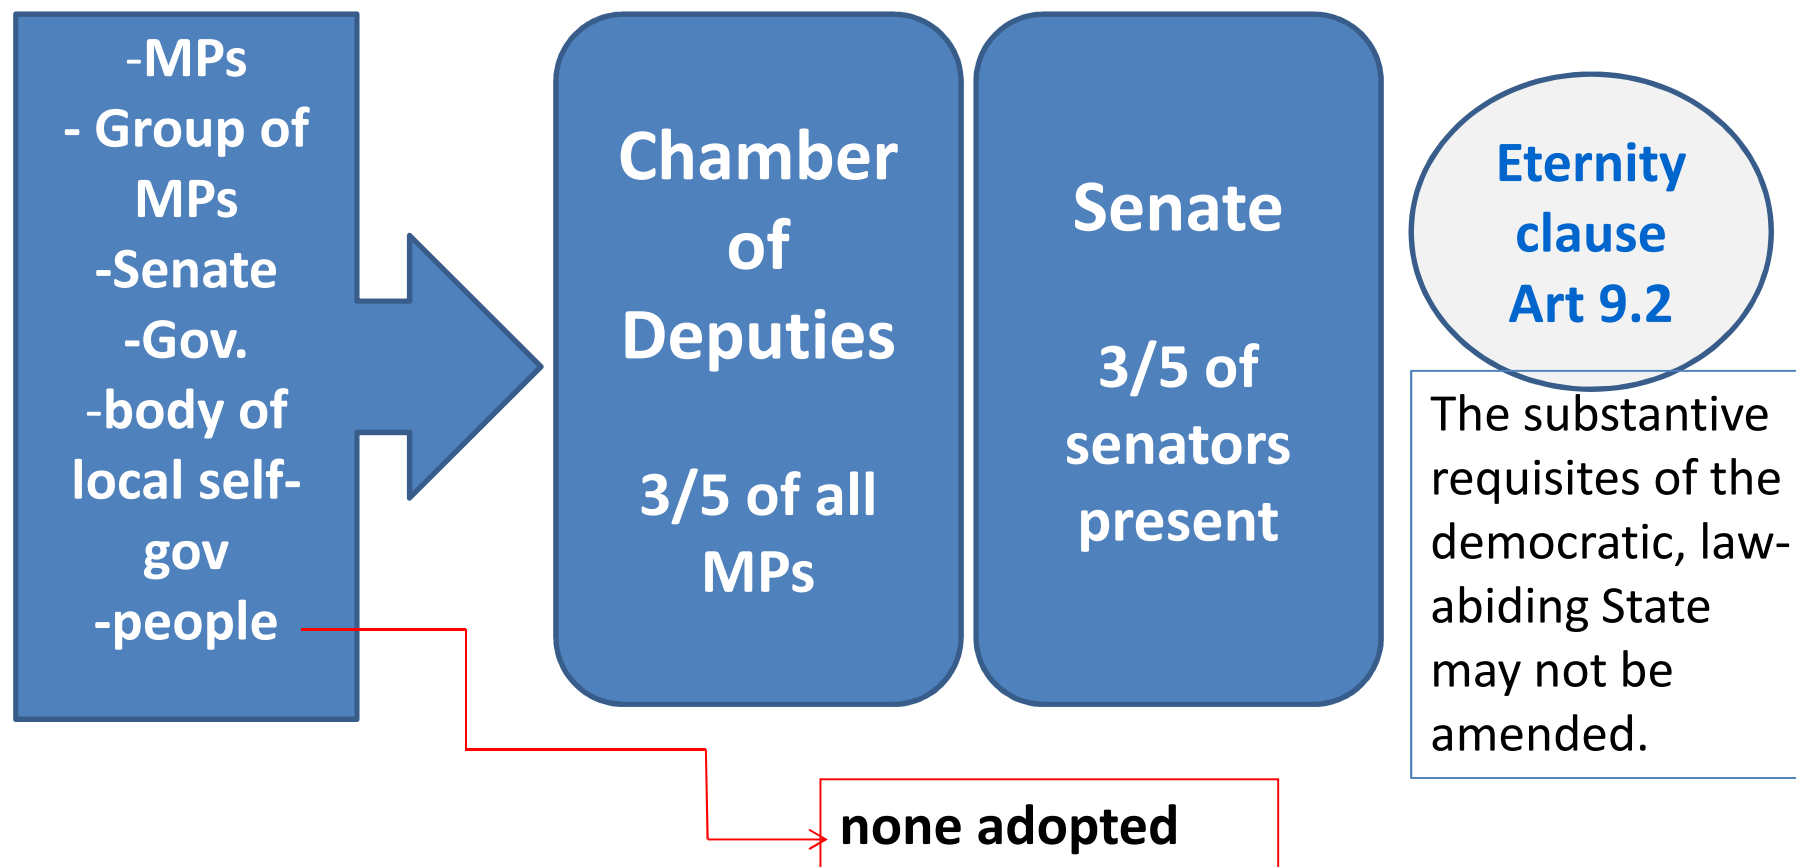 -MPs
- Group of
MPs
-Senate
-Gov.
-body of
local self-
gov
-people
Chamber
of
Deputies
3/5 of all
MPs
Senate
3/5 of
senators
present
Eternity
clause
Art 9.2
The substantive
requisites of the
democratic, law-
abiding State
may not be
amended.
none adopted